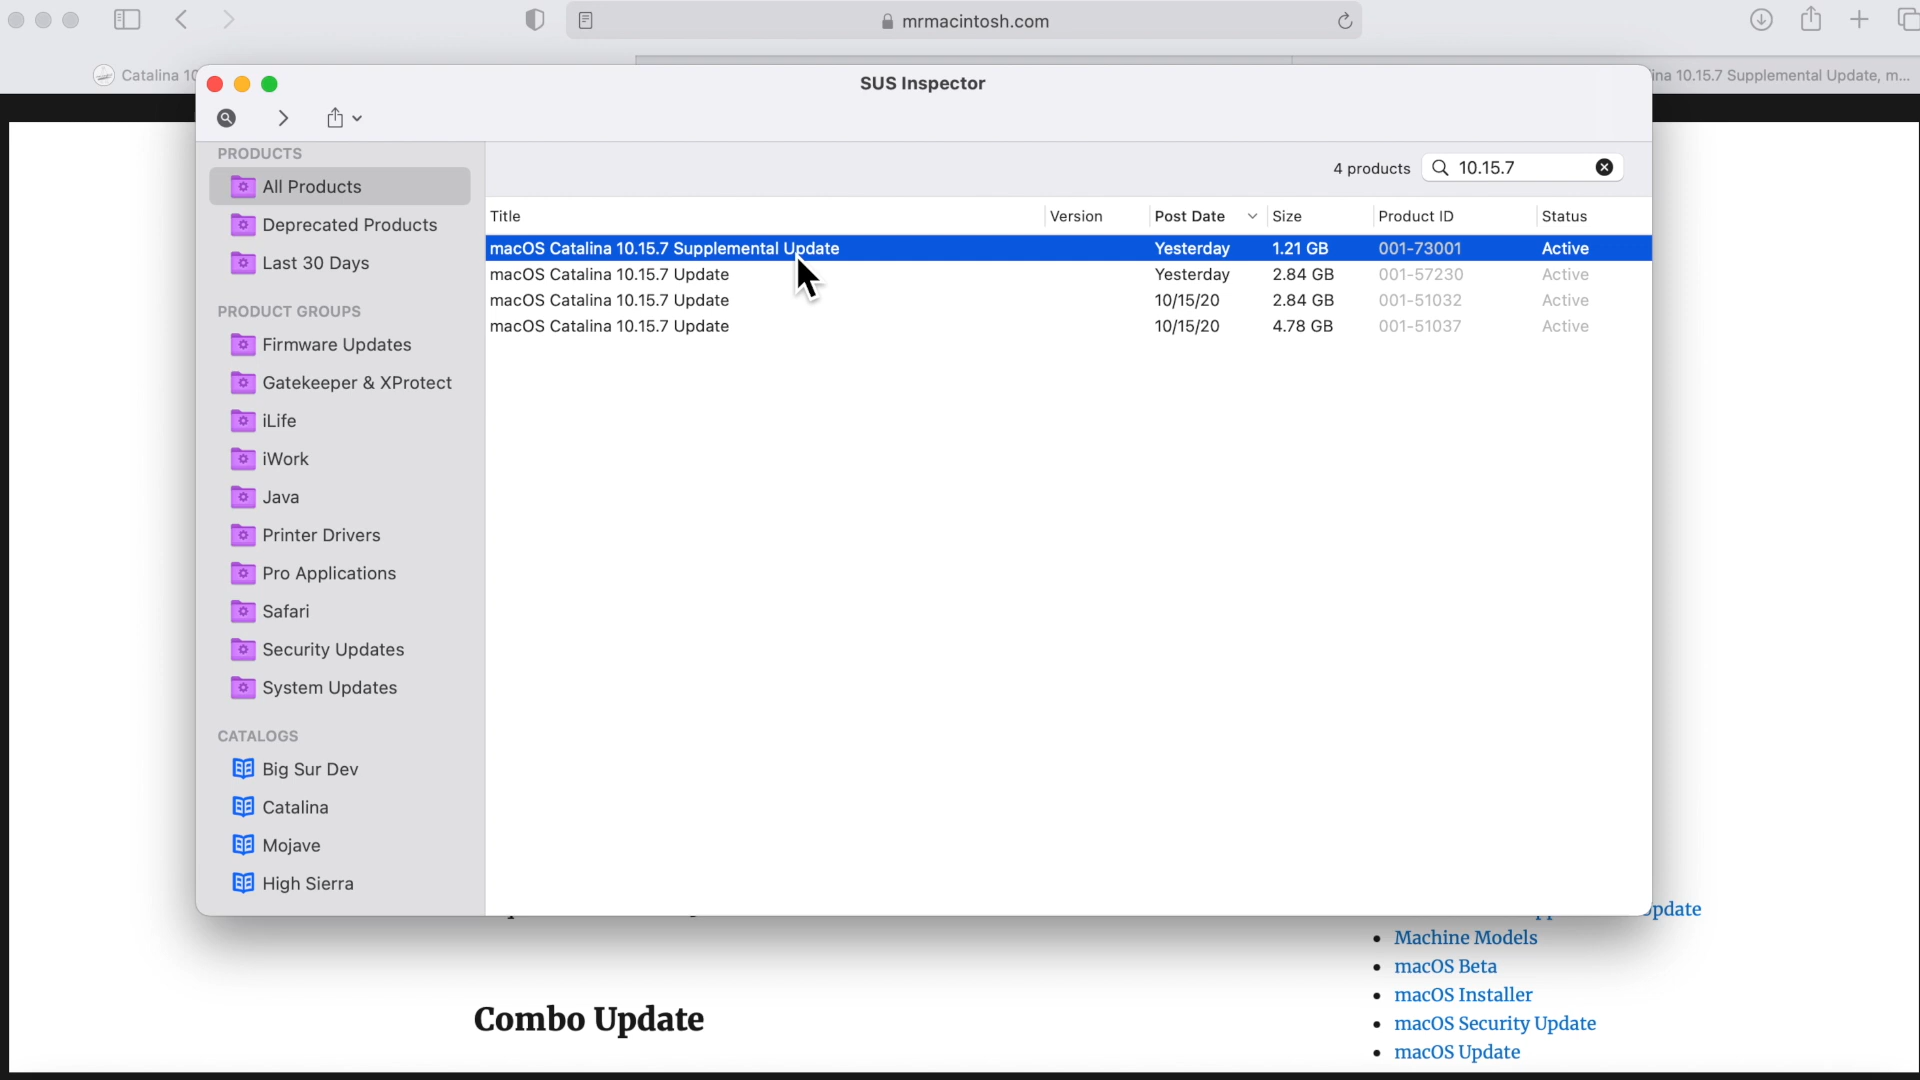 mrmacintosh.com
Catalina 10
ina 10.15.7 Supplemental Update, m...
SUS Inspector
PRODUCTS
All Products
Deprecated Products
Last 30 Days
PRODUCT GROUPS
Firmware Updates
Gatekeeper & XProtect
iLife
iWork
Java
Printer Drivers
Pro Applications
Safari
Security Updates
System Updates
CATALOGS
Big Sur Dev
Catalina
Mojave
High Sierra
4 products 10.15.7
Title Version Post Date Size Product ID Status
macOS Catalina 10.15.7 Supplemental Update Yesterday 1.21 GB 001-73001 Active
macOS Catalina 10.15.7 Update Yesterday 2.84 GB 001-57230 Active
macOS Catalina 10.15.7 Update 10/15/20 2.84 GB 001-51032 Active
macOS Catalina 10.15.7 Update 10/15/20 4.78 GB 001-51037 Active
Combo Update
pdate
Machine Models
macOS Beta
macOS Installer
macOS Security Update
macOS Update